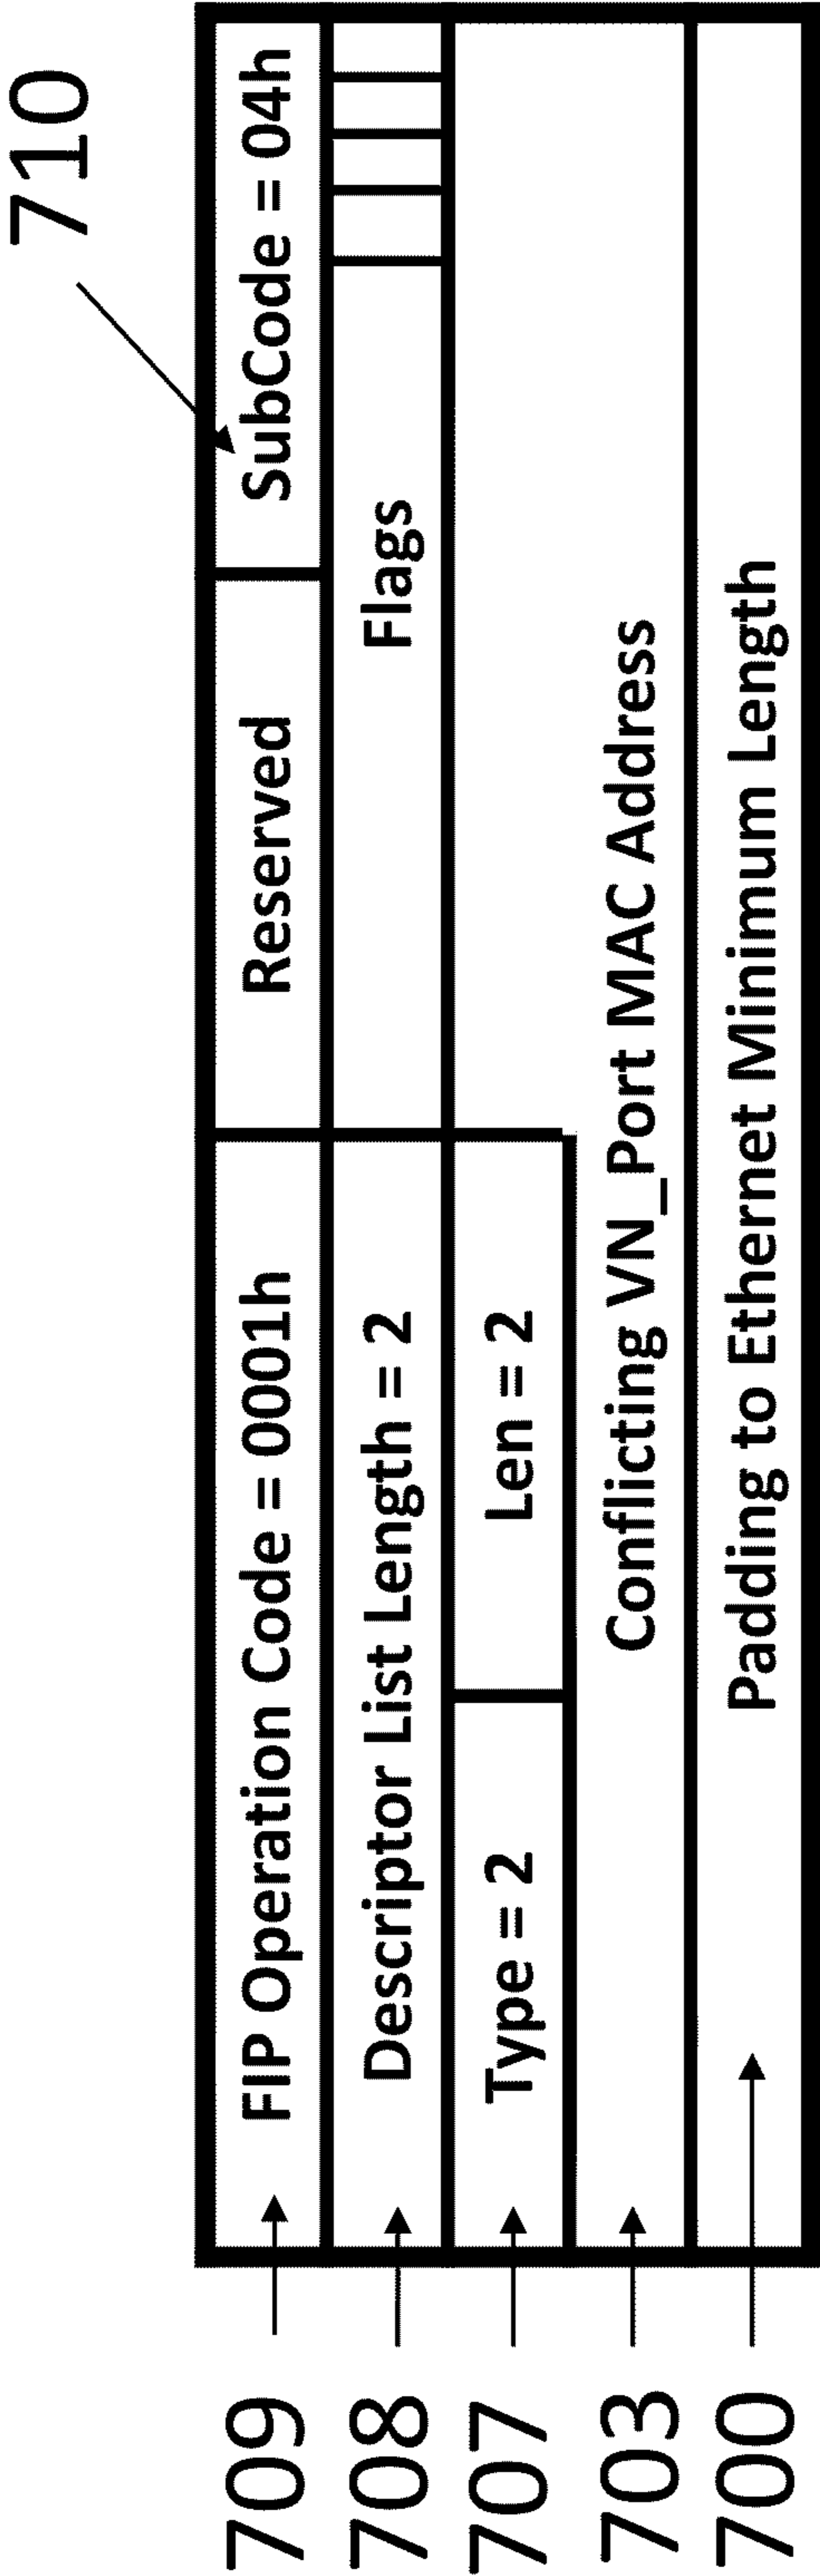 710
709 FIP Operation Code = 0001h Reserved SubCode = 04h
708 Descriptor List Length = 2 Flags
707 Type = 2 Len = 2
703 Conflicting VN_Port MAC Address
700 Padding to Ethernet Minimum Length